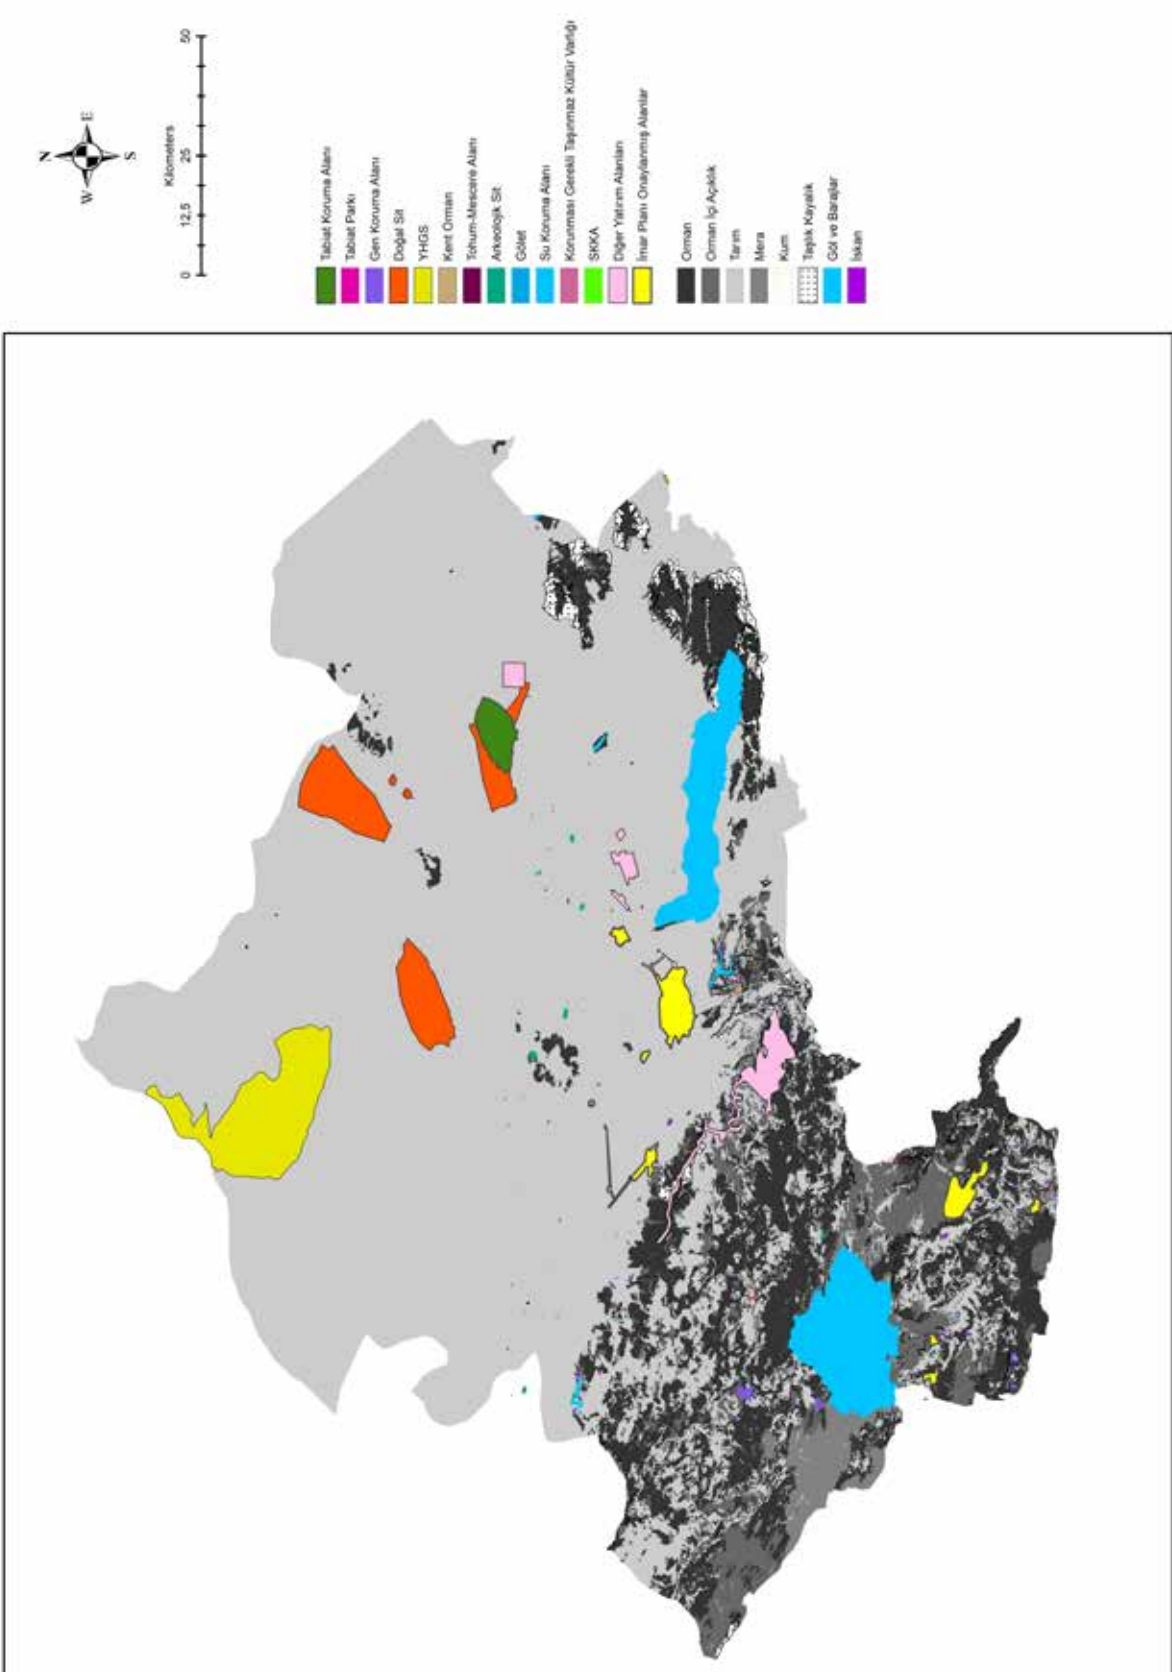 N
W
E
S
Kilometers
0
12,5
25
50
Tabiat Koruma Alanı
Tabiat Parkı
Gen Koruma Alanı
Doğal Sit
YHGS
Kent Orman
Tohum-Mescere Alanı
Arkeolojik Sit
Gölet
Su Koruma Alanı
Korunması Gerekli Taşınmaz Kültür Varlığı
SKKA
Diğer Yatırım Alanları
İmar Planı Onaylanmış Alanlar
Orman
Orman İçi Açıklık
Tarım
Mera
Kum
Taşlık Kayalık
Göl ve Barajlar
İskan